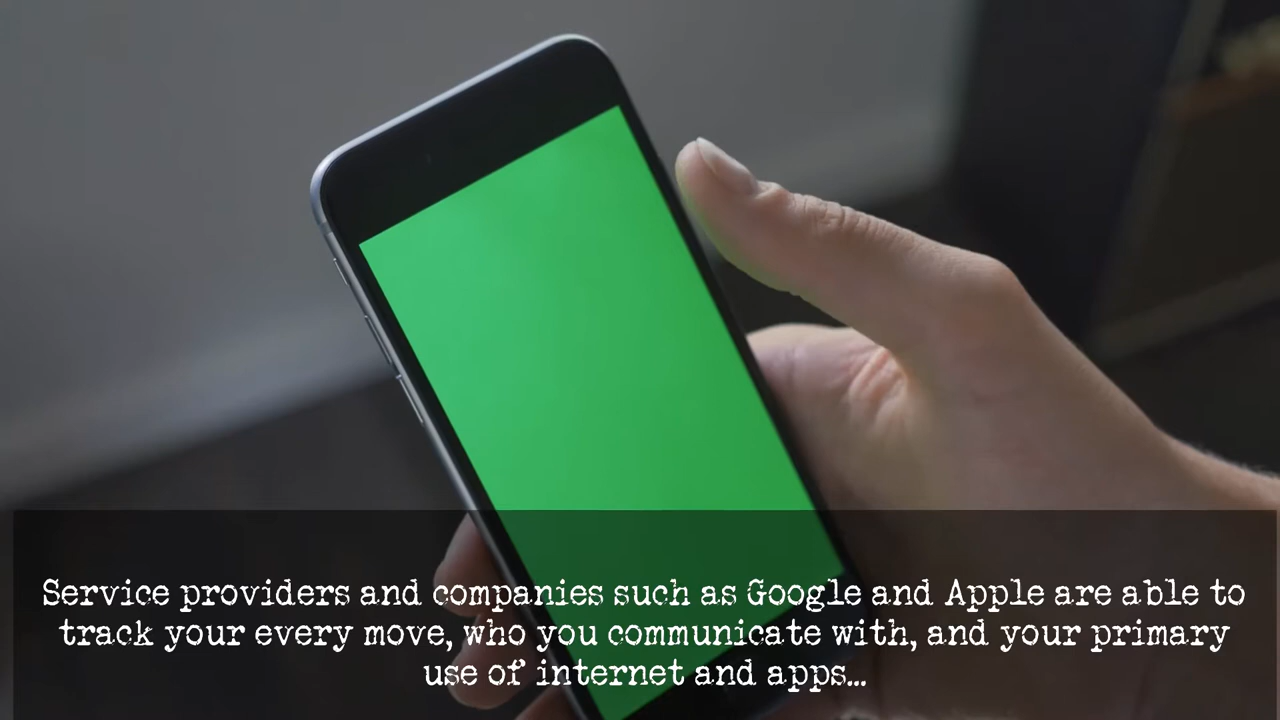 Service providers and companies such as Google and Apple are able to
track your every move, who you communicate with, and your primary
use of internet and apps...